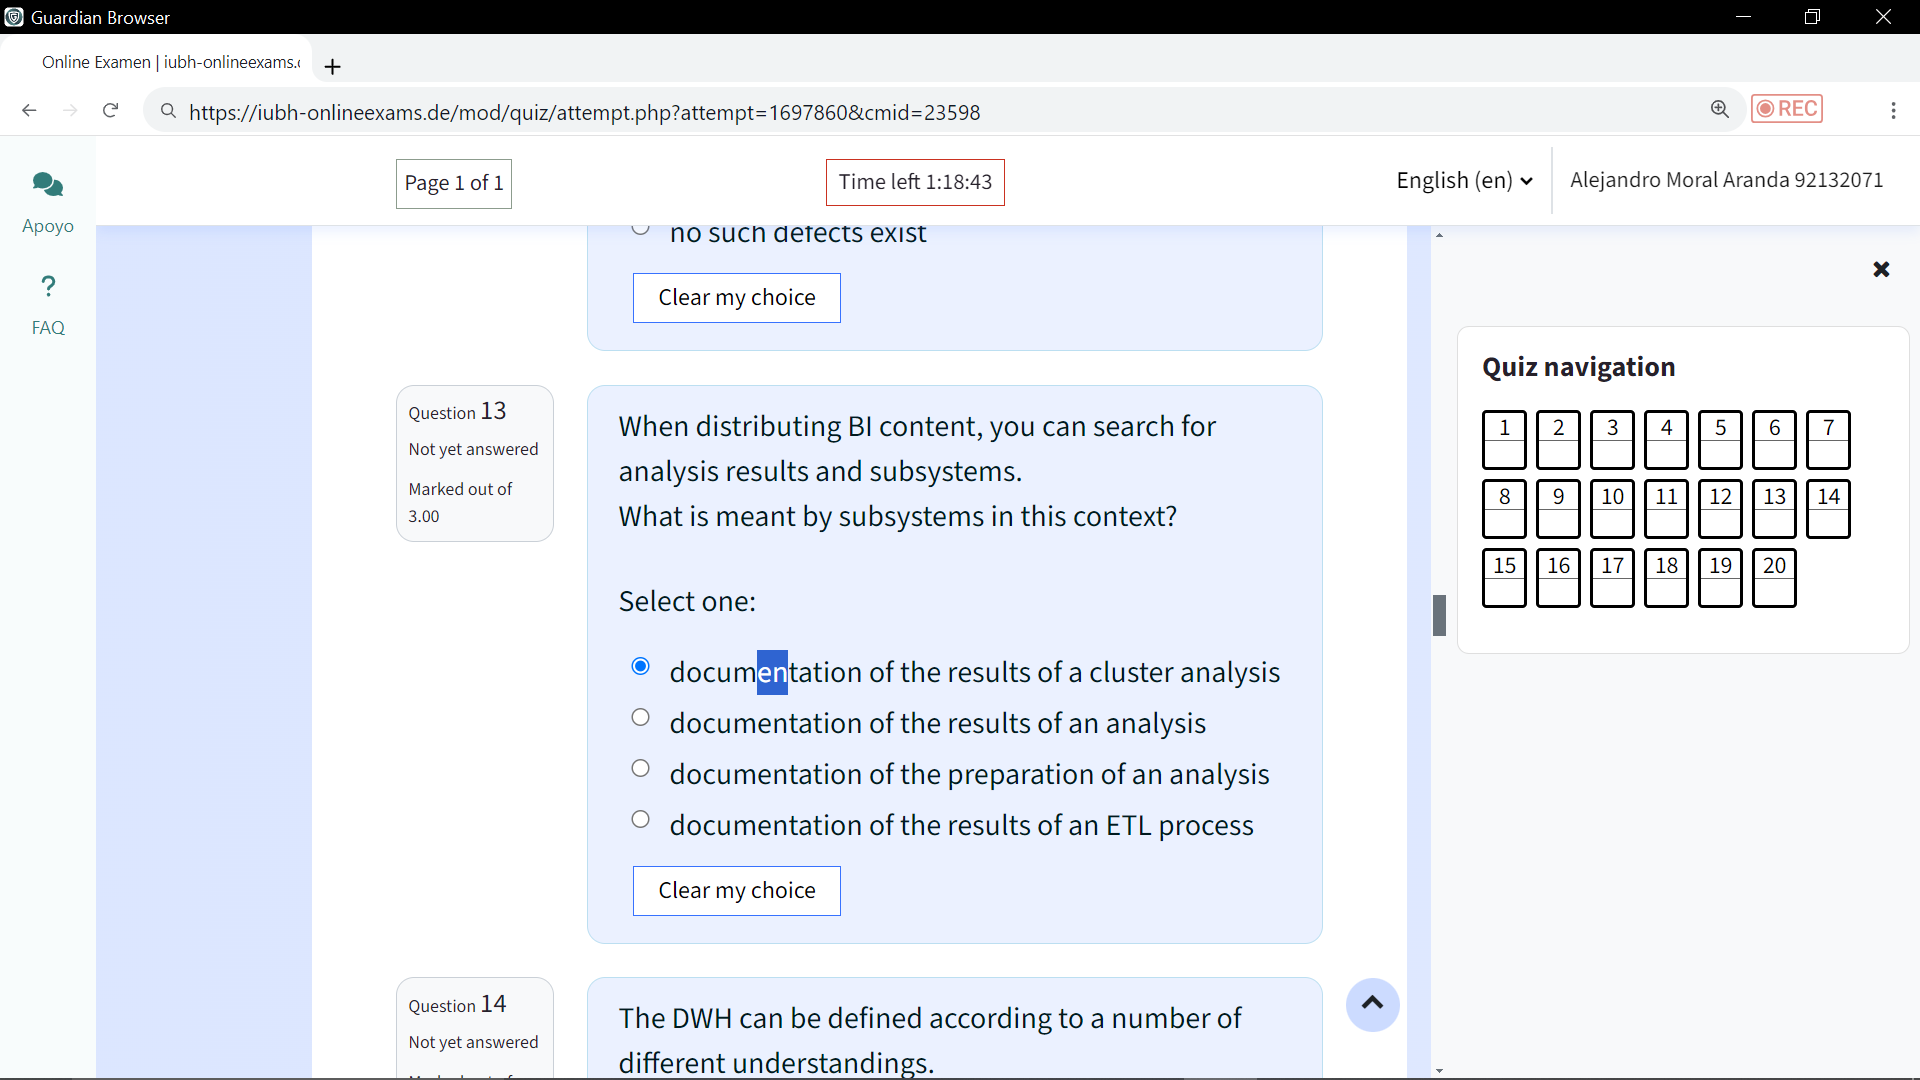 Guardian Browser
Online Examen | iubh-onlineexams.
https://iubh-onlineexams.de/mod/quiz/attempt.php?attempt=1697860&cmid=23598
REC
Apoyo
?
FAQ
Page 1 of 1
Time left 1:18:43
English (en)
Alejandro Moral Aranda 92132071
no such defects exist
Clear my choice
Question 13
Not yet answered
Marked out of
3.00
When distributing BI content, you can search for
analysis results and subsystems.
What is meant by subsystems in this context?
Select one:
documentation of the results of a cluster analysis
documentation of the results of an analysis
documentation of the preparation of an analysis
documentation of the results of an ETL process
Clear my choice
Question 14
Not yet answered
The DWH can be defined according to a number of
different understandings.
Quiz navigation
1 2 3 4 5 6 7
8 9 10 11 12 13 14
15 16 17 18 19 20